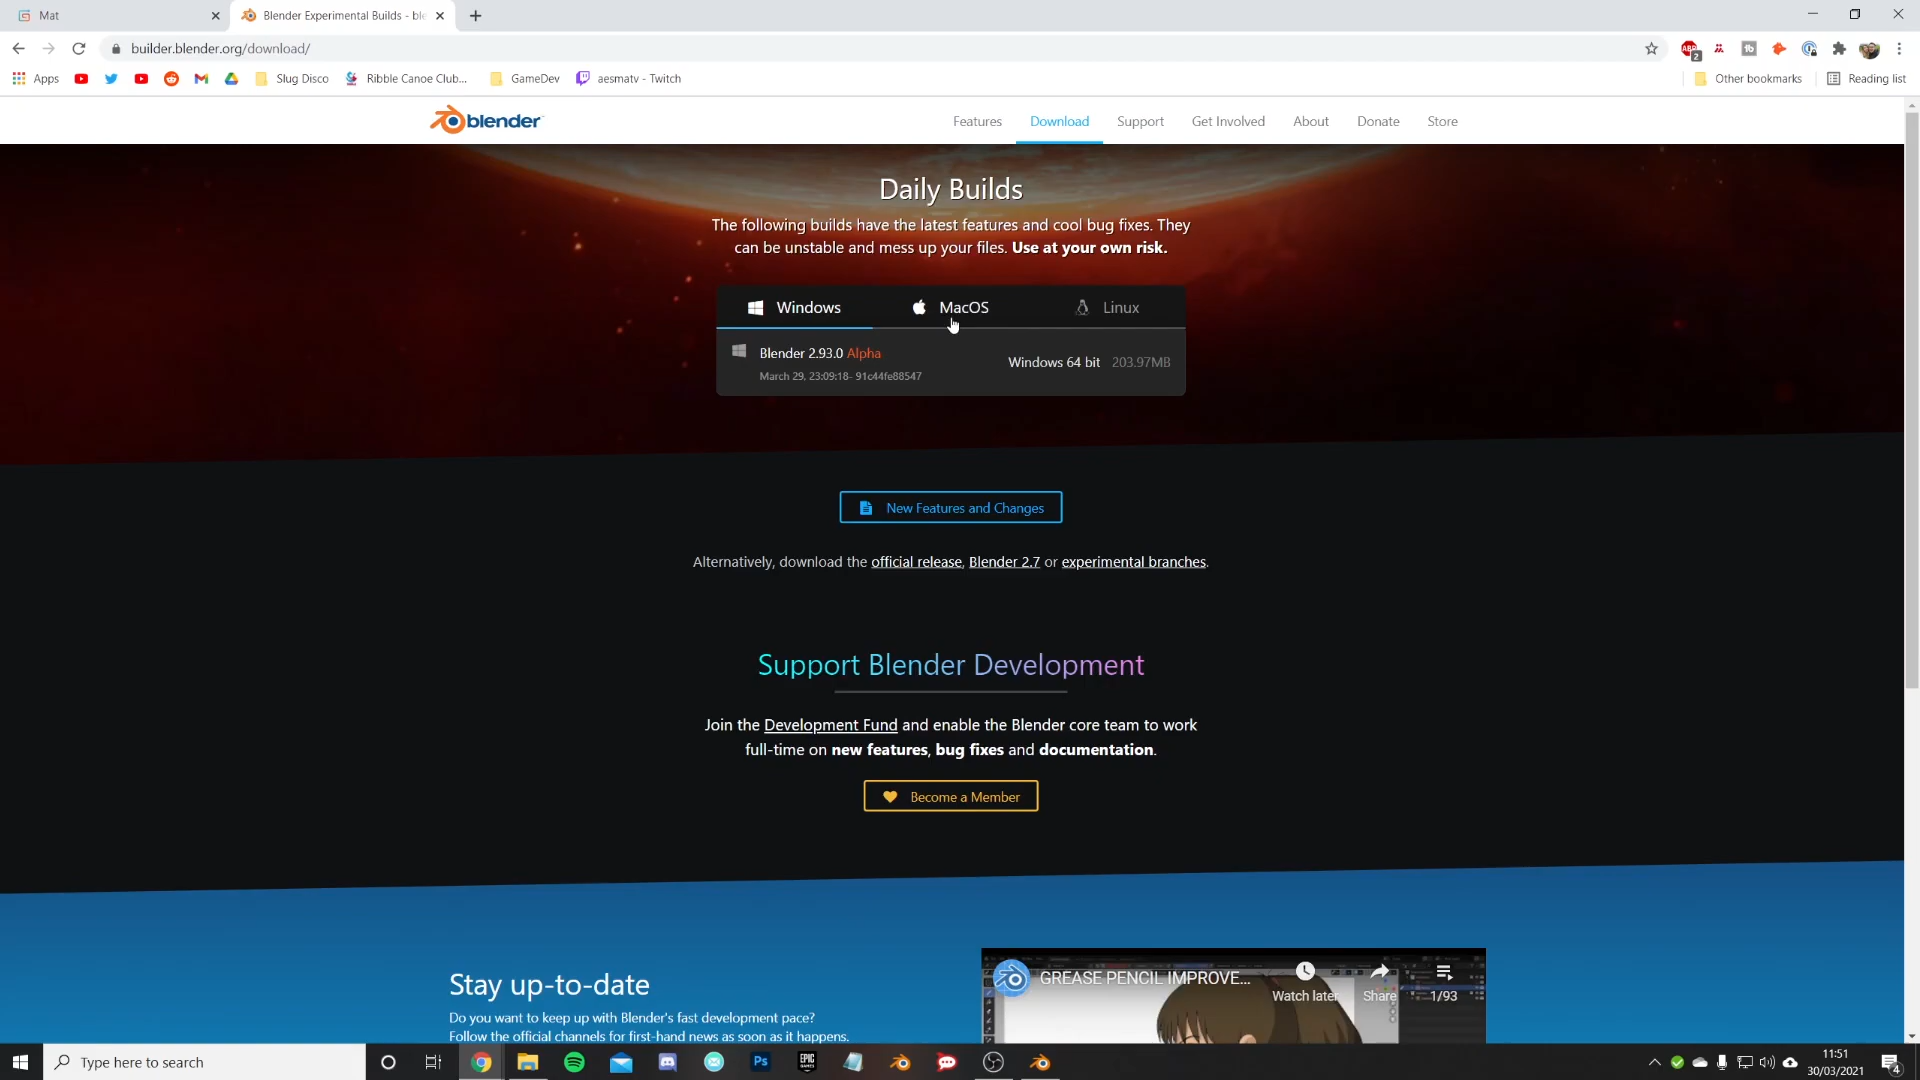 Mat
Blender Experimental Builds - ble
builder.blender.org/download/
ABP
2
Apps
Slug Disco
Ribble Canoe Club...
GameDev
aesmatv - Twitch
Other bookmarks
Reading list
blender
Features
Download
Support
Get Involved
About
Donate
Store
Daily Builds
The following builds have the latest features and cool bug fixes. They
can be unstable and mess up your files. Use at your own risk.
Windows
MacOS
Linux
Blender 2.93.0 Alpha
March 29, 23:09:18- 91c44fe88547
Windows 64 bit 203.97MB
New Features and Changes
Alternatively, download the official release, Blender 2.7 or experimental branches.
Support Blender Development
Join the Development Fund and enable the Blender core team to work
full-time on new features, bug fixes and documentation.
Become a Member
Stay up-to-date
Do you want to keep up with Blender's fast development pace?
Follow the official channels for first-hand news as soon as it happens.
GREASE PENCIL IMPROVE...
Watch later
Share
1/93
Type here to search
Ps
EPIC
GAMES
11:51
30/03/2021
4